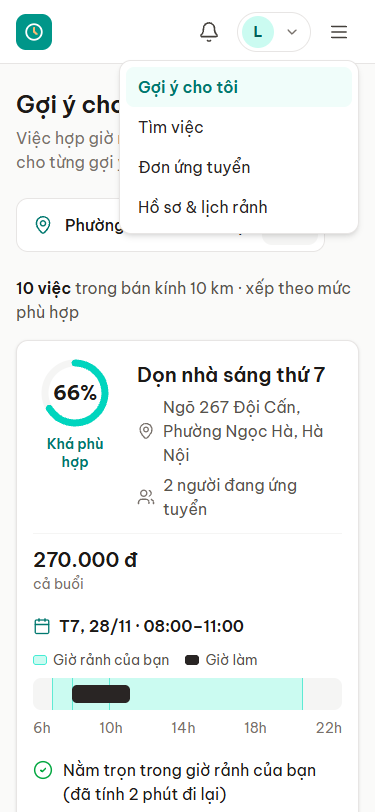 L
Gợi ý cho tôi
Tìm việc
Đơn ứng tuyển
Hồ sơ & lịch rảnh
Gợi ý cho
Việc hợp giờ
cho từng gợi
Phường
10 việc trong bán kính 10 km · xếp theo mức
phù hợp
66%
Khá phù
hợp
Dọn nhà sáng thứ 7
Ngõ 267 Đội Cấn,
Phường Ngọc Hà, Hà
Nội
2 người đang ứng
tuyển
270.000 đ
cả buổi
T7, 28/11 · 08:00–11:00
Giờ rảnh của bạn
Giờ làm
6h 10h 14h 18h 22h
Nằm trọn trong giờ rảnh của bạn
(đã tính 2 phút đi lại)